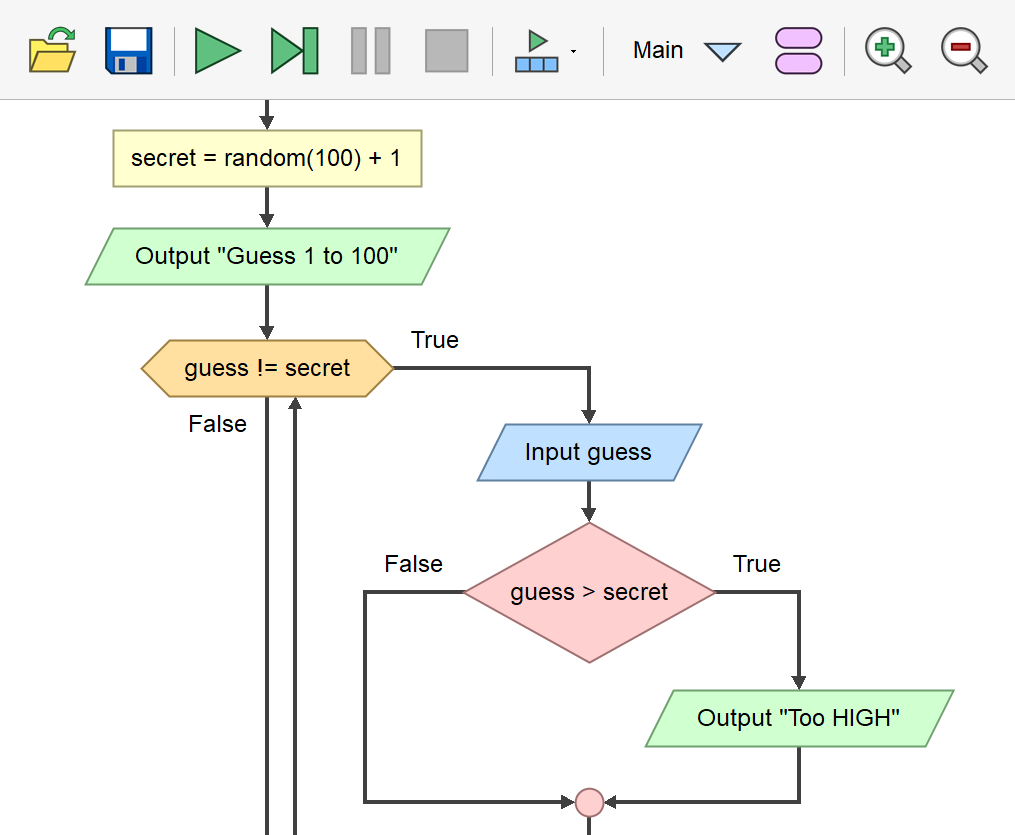 Main
secret = random(100) + 1
Output "Guess 1 to 100"
True
guess != secret
False
Input guess
False
True
guess > secret
Output "Too HIGH"